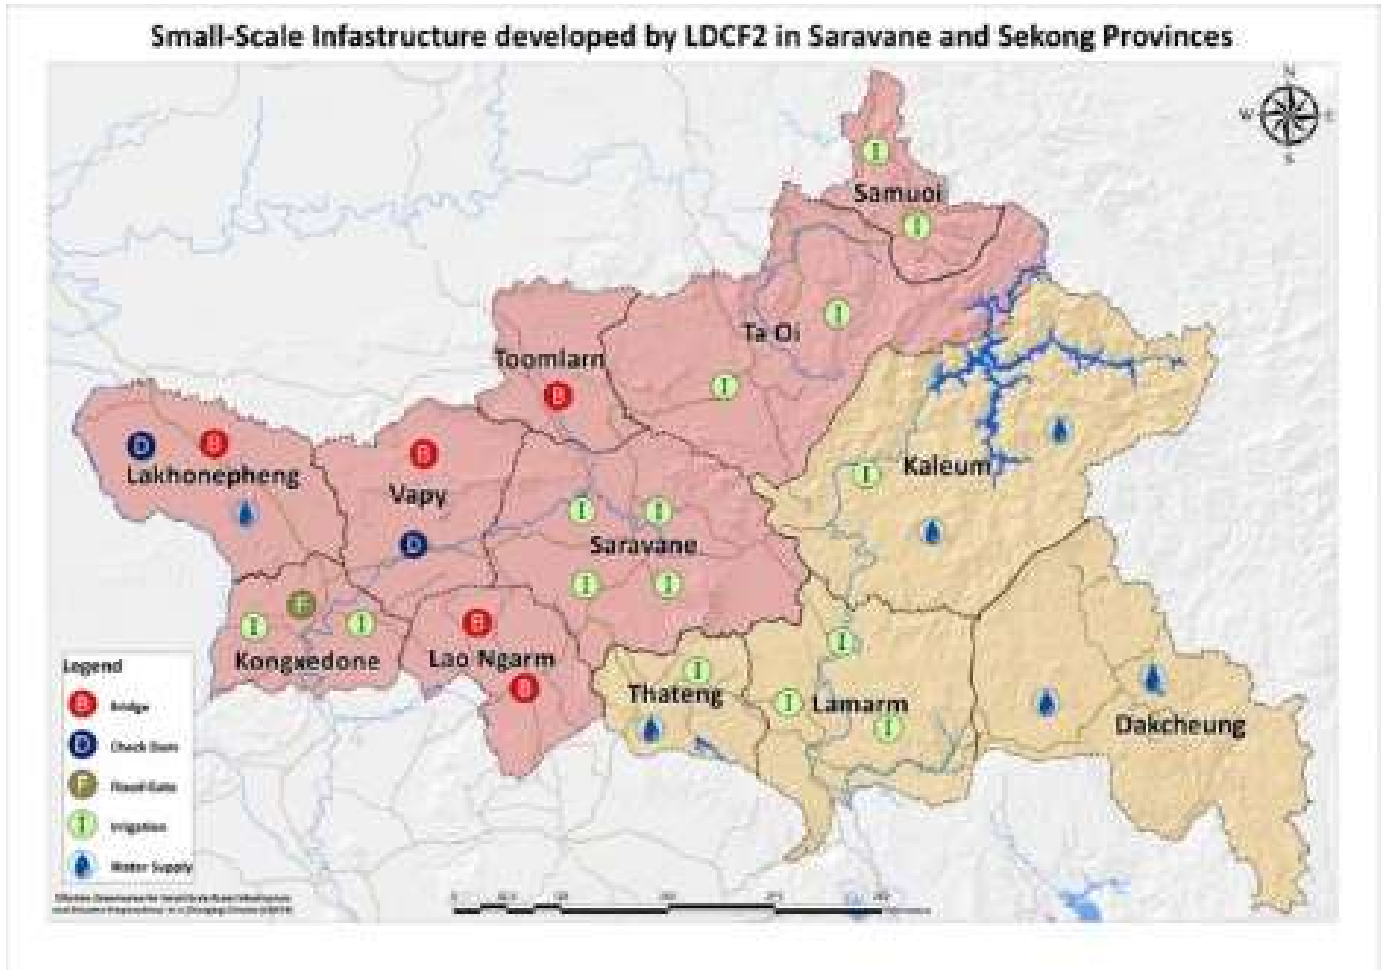 Small-Scale Infastructure developed by LDCF2 in Saravane and Sekong Provinces
N
W
E
S
I
Samuoi
I
I
Ta Oi
Toomlarn
I
B
D
B
B
Lakhonepheng
I
Kaleum
Vapy
I
I
D
Saravane
I
I
F
I
I
B
I
Kongxedone
Lao Ngarm
I
B
Thateng
I
Lamarm
I
Dakcheung
Legend
B Bridge
D Check Dam
F Flood Gate
I Irrigation
Water Supply